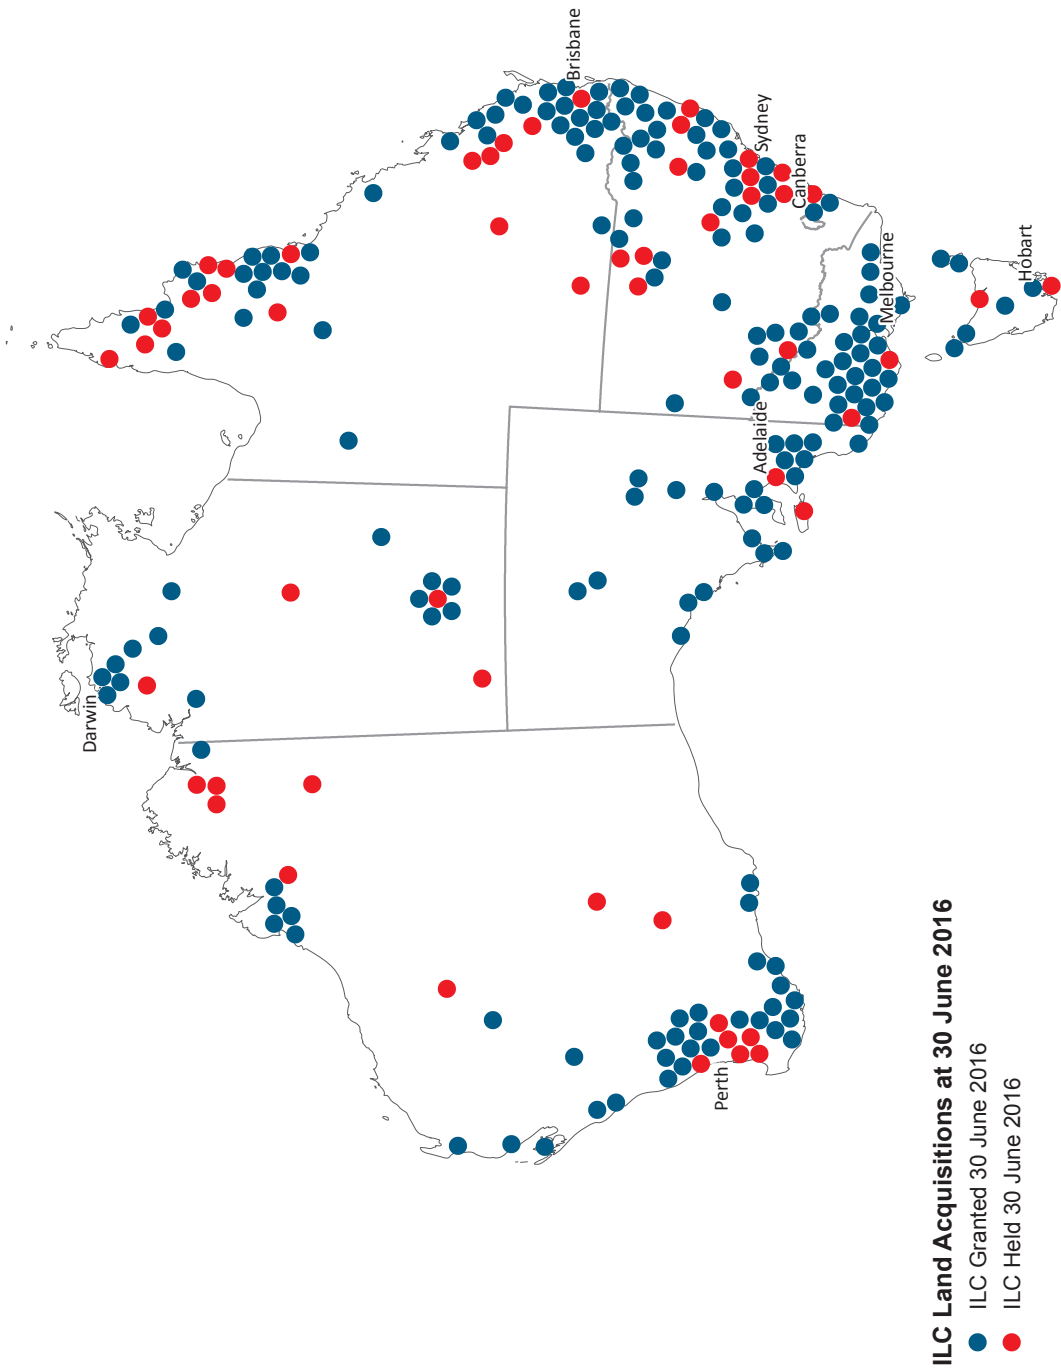 Darwin
Brisbane
Sydney
Canberra
Melbourne
Hobart
Adelaide
Perth
ILC Land Acquisitions at 30 June 2016
ILC Granted 30 June 2016
ILC Held 30 June 2016